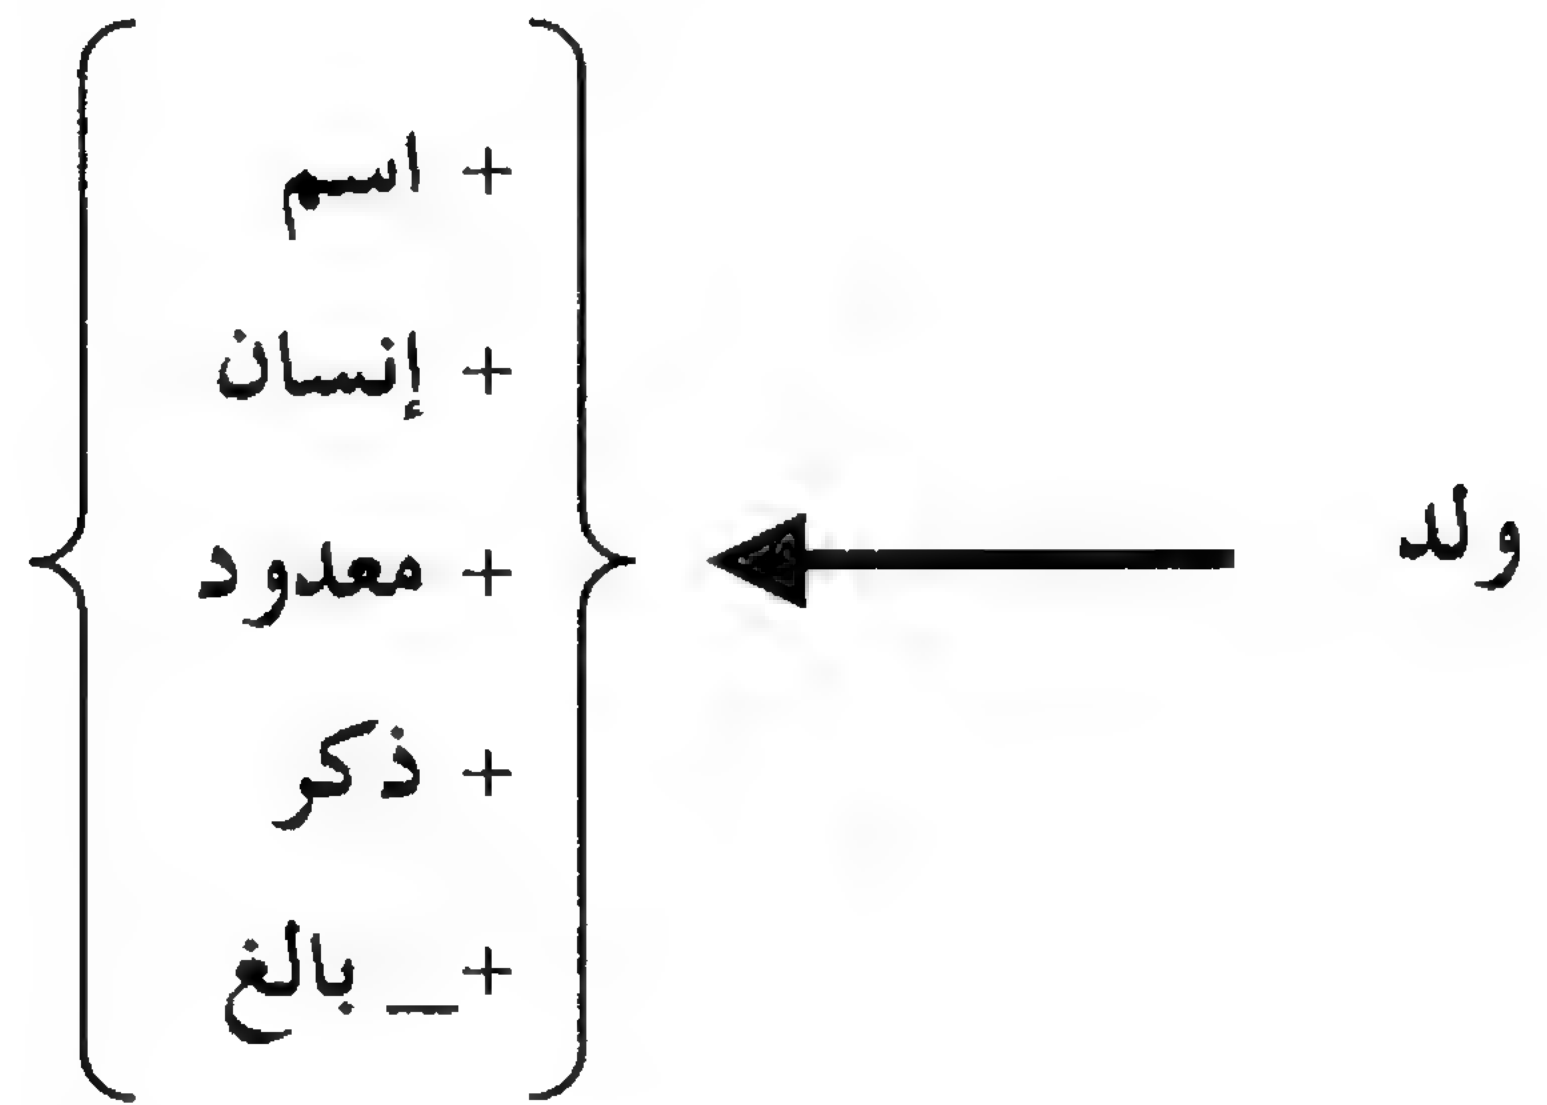 + اسم
+ إنسان
+ معدود
ولد
+ ذكر
+ _ بالغ